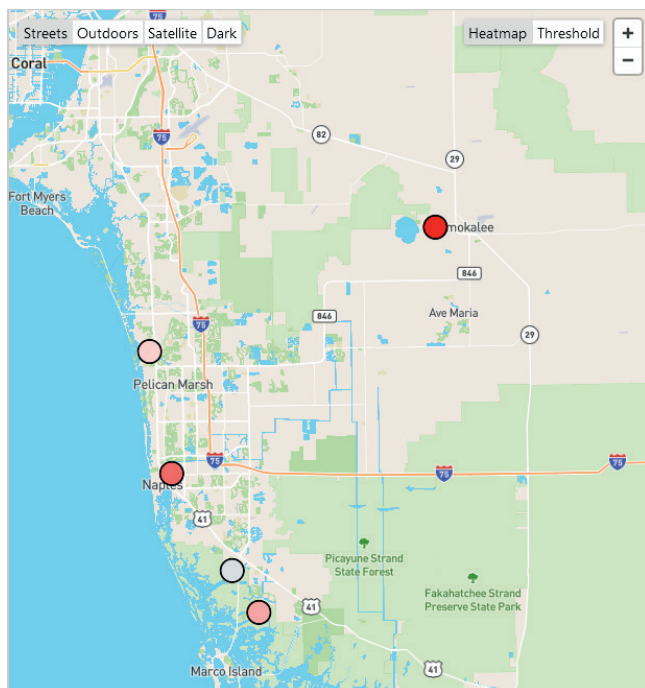 Streets Outdoors Satellite Dark
Heatmap Threshold
+
−
75
Coral
75
82
29
Fort Myers
Beach
mokalee
846
Ave Maria
75
846
29
Pelican Marsh
75
75
75
Naples
41
Picayune Strand
State Forest
Fakahatchee Strand
Preserve State Park
41
41
Marco Island